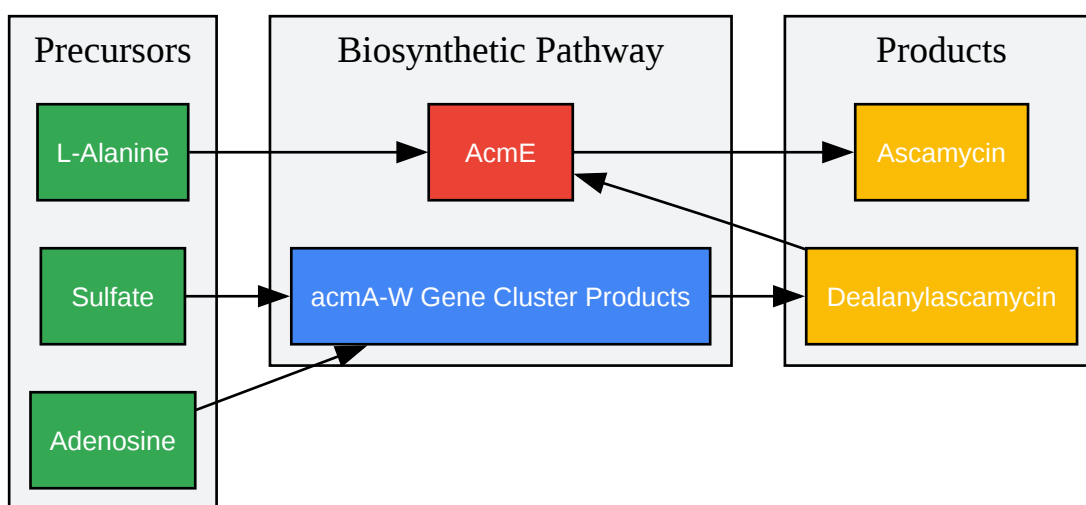 Precursors
Biosynthetic Pathway
Products
L-Alanine
AcmE
Ascamycin
Sulfate
acmA-W Gene Cluster Products
Dealanylascamycin
Adenosine